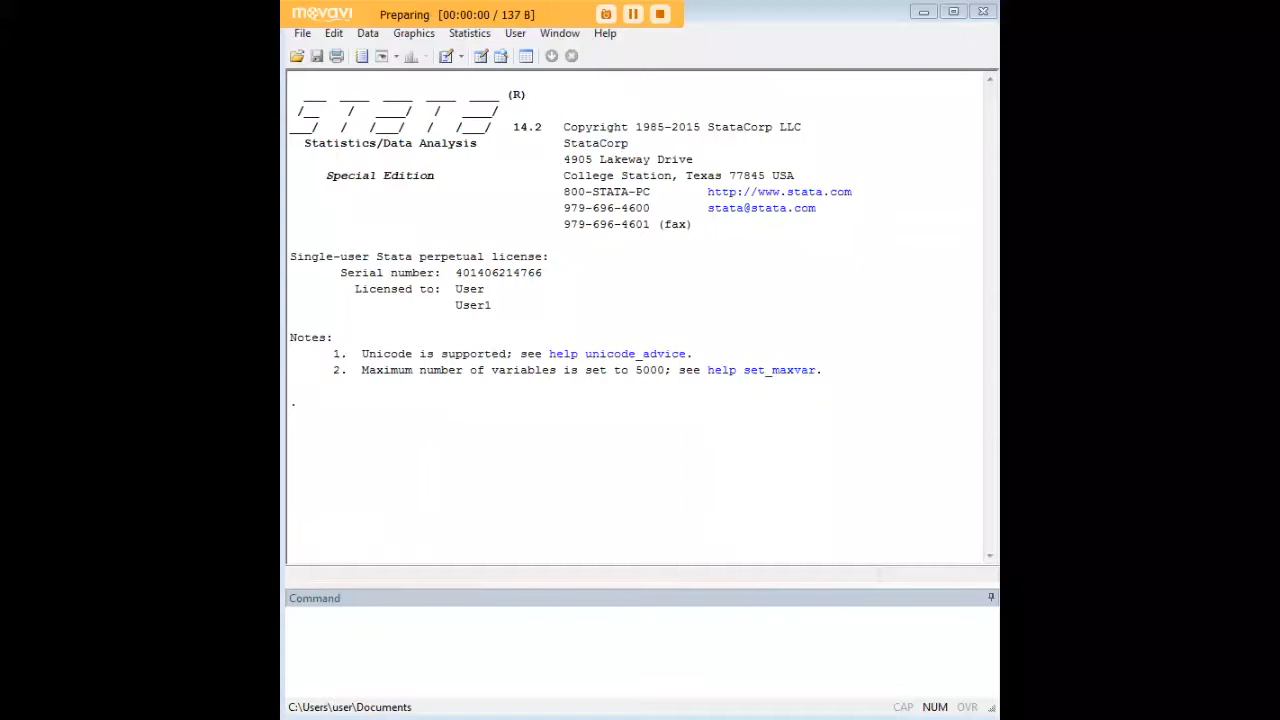 movavi Preparing [00:00:00 / 137 B]
File Edit Data Graphics Statistics User Window Help
STATA (R)
14.2 Copyright 1985-2015 StataCorp LLC
Statistics/Data Analysis StataCorp
4905 Lakeway Drive
Special Edition College Station, Texas 77845 USA
800-STATA-PC http://www.stata.com
979-696-4600 stata@stata.com
979-696-4601 (fax)
Single-user Stata perpetual license:
Serial number: 401406214766
Licensed to: User
User1
Notes:
1. Unicode is supported; see help unicode_advice.
2. Maximum number of variables is set to 5000; see help set_maxvar.
.
Command
C:\Users\user\Documents CAP NUM OVR